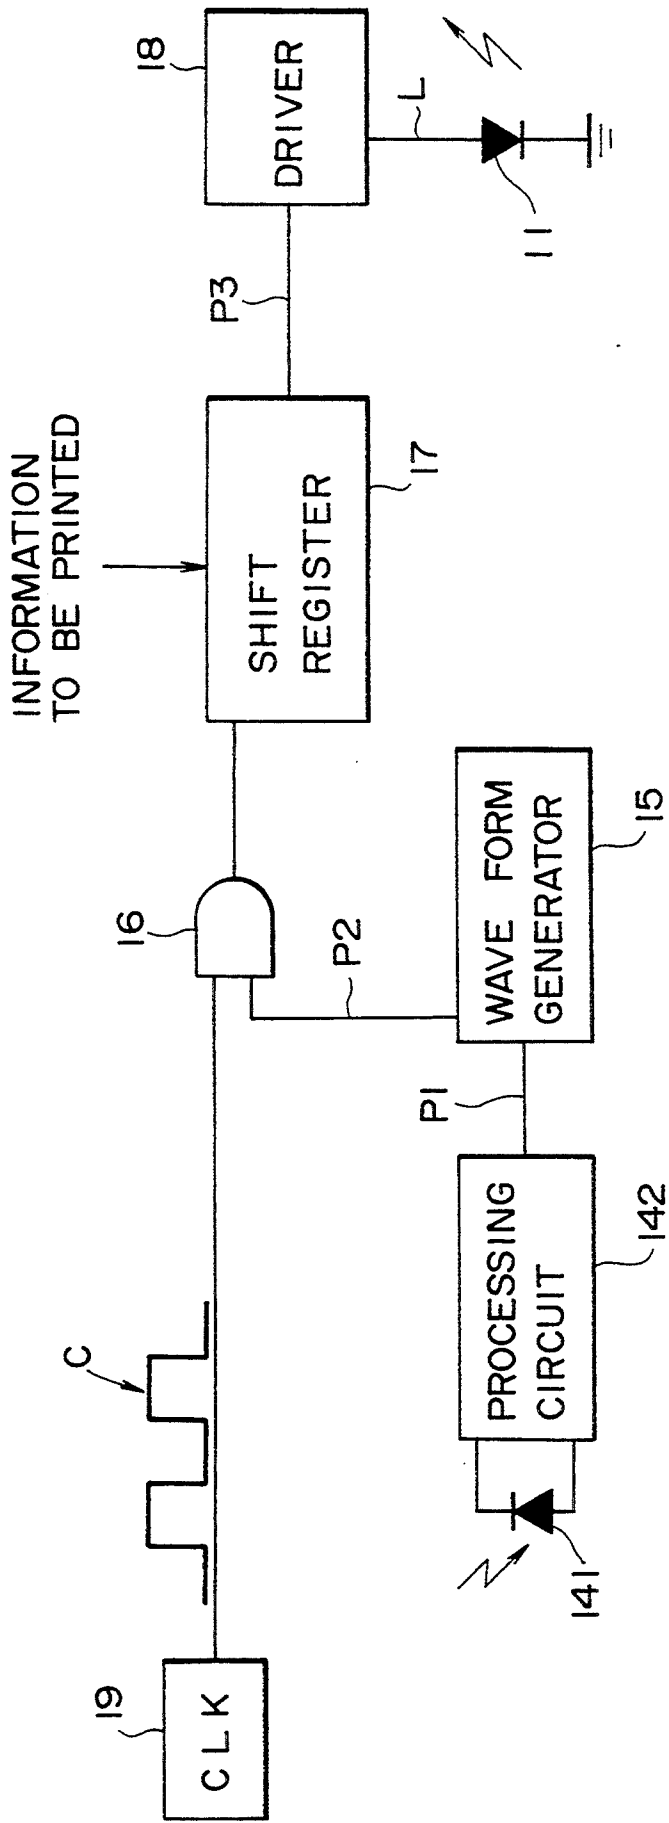 INFORMATION
TO BE PRINTED
19
CLK
C
16
SHIFT
REGISTER
17
P3
18
DRIVER
L
11
141
PROCESSING
CIRCUIT
142
P1
P2
WAVE FORM
GENERATOR
15